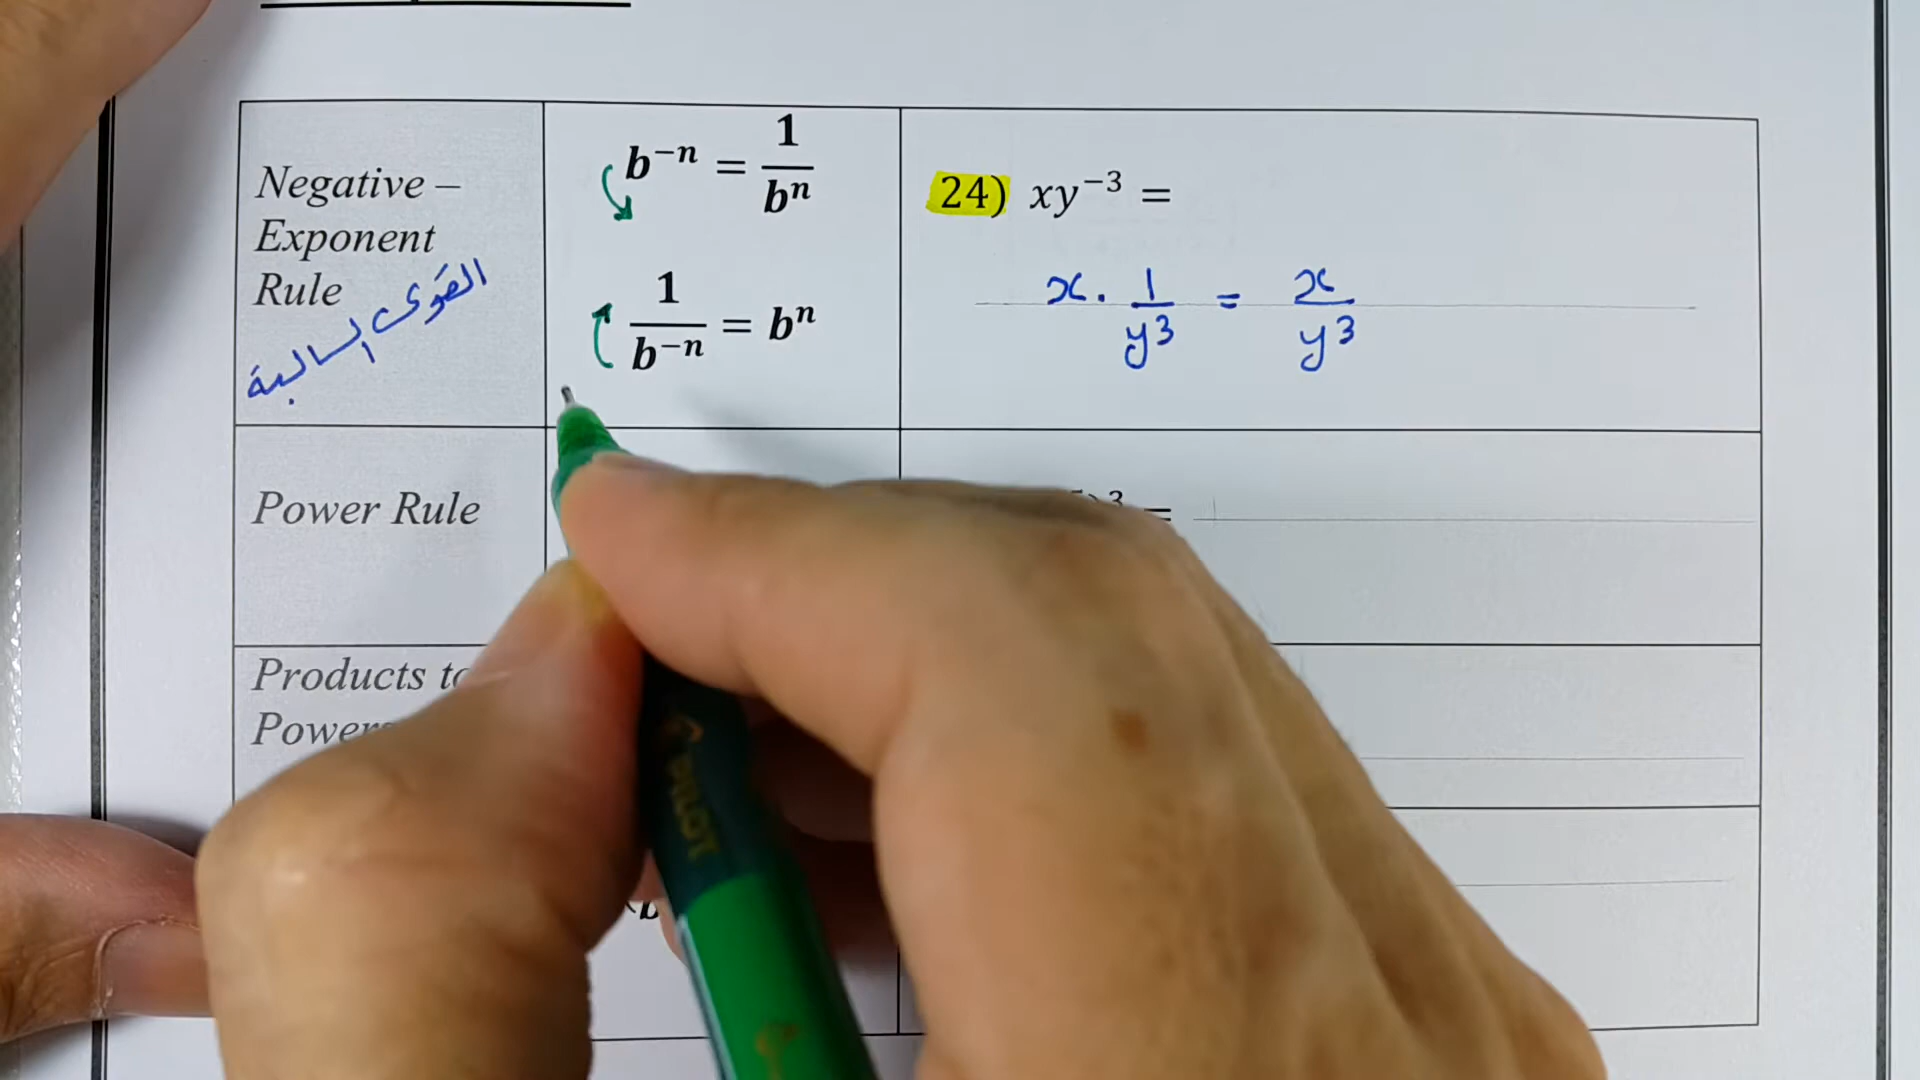 Negative –
Exponent
Rule
القوى السالبة
b⁻ⁿ = 1/bⁿ
1/b⁻ⁿ = bⁿ
24) xy⁻³ =
x . 1/y³ = x/y³
Power Rule
Products to
PILOT